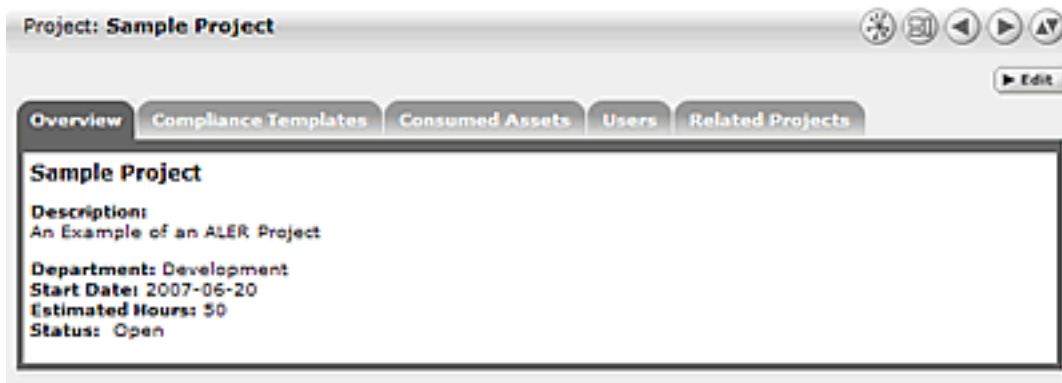 Project: Sample Project
Edit
Overview Compliance Templates Consumed Assets Users Related Projects
Sample Project
Description:
An Example of an ALER Project
Department: Development
Start Date: 2007-06-20
Estimated Hours: 50
Status: Open